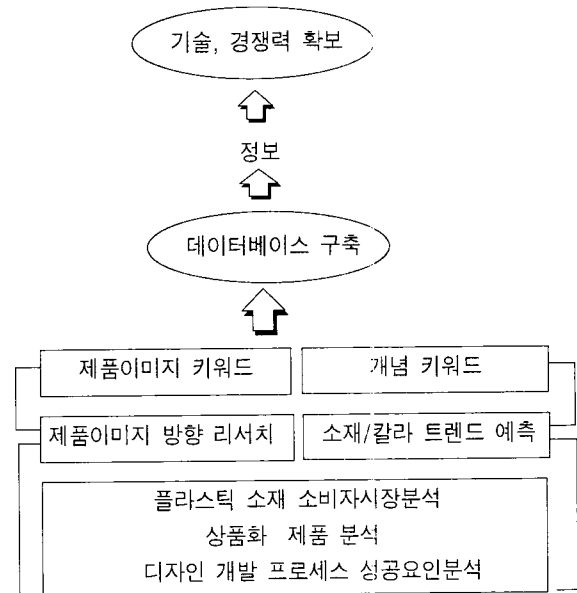 기술, 경쟁력 확보
정보
데이터베이스 구축
제품이미지 키워드
개념 키워드
제품이미지 방향 리서치
소재/칼라 트렌드 예측
플라스틱 소재 소비자시장분석
상품화 제품 분석
디자인 개발 프로세스 성공요인분석